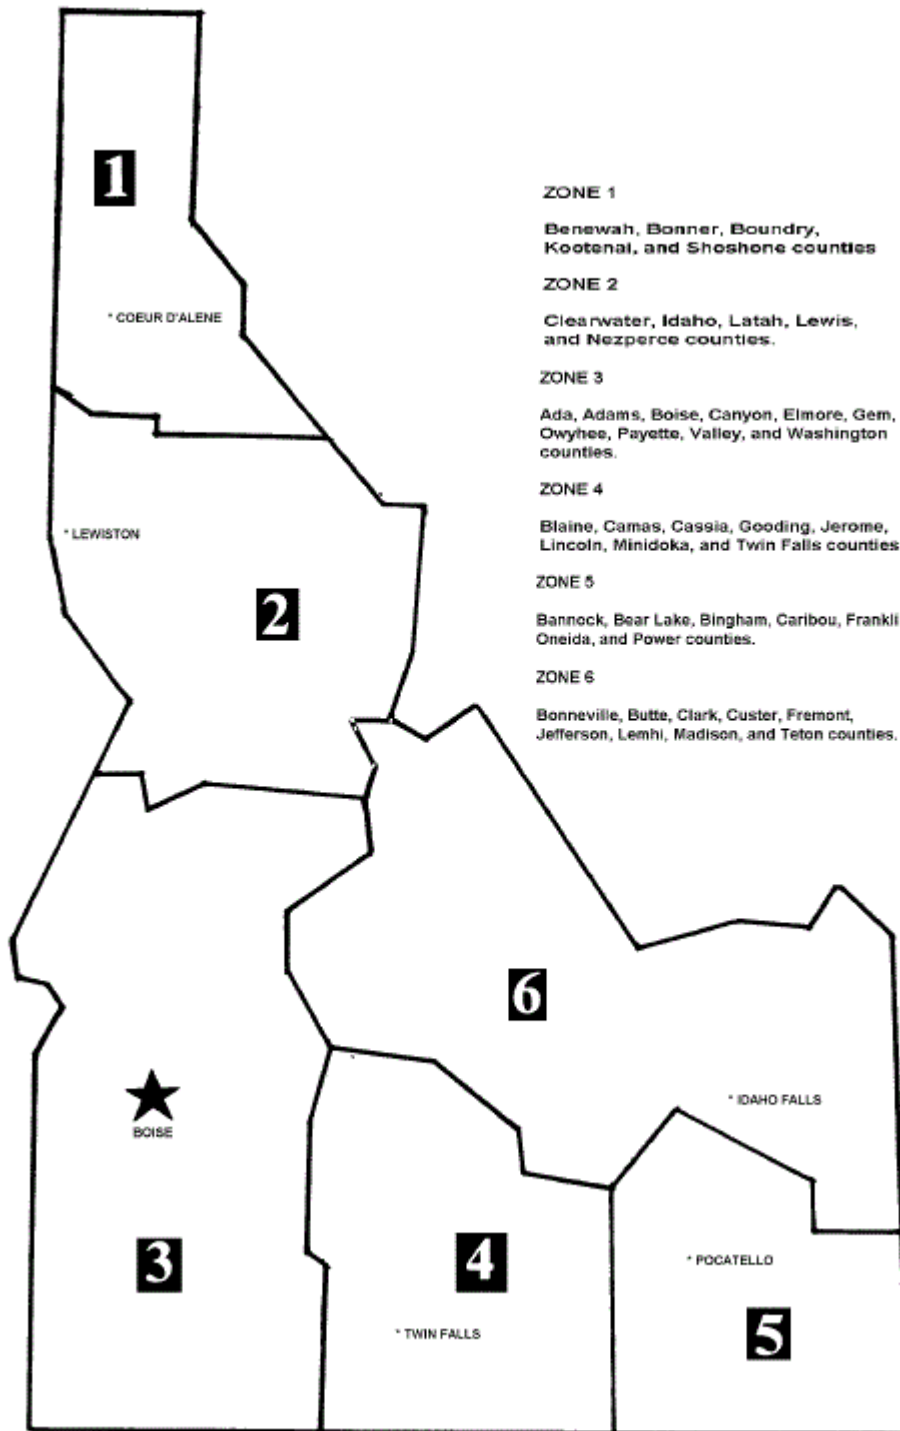 1
ZONE 1
Benewah, Bonner, Boundry,
Kootenai, and Shoshone counties
* COEUR D'ALENE
ZONE 2
Clearwater, Idaho, Latah, Lewis,
and Nezperce counties.
ZONE 3
Ada, Adams, Boise, Canyon, Elmore, Gem,
Owyhee, Payette, Valley, and Washington
counties.
ZONE 4
Blaine, Camas, Cassia, Gooding, Jerome,
Lincoln, Minidoka, and Twin Falls counties
* LEWISTON
ZONE 5
Bannock, Bear Lake, Bingham, Caribou, Frankli
Oneida, and Power counties.
2
ZONE 6
Bonneville, Butte, Clark, Custer, Fremont,
Jefferson, Lemhi, Madison, and Teton counties.
6
* IDAHO FALLS
BOISE
3
4
* POCATELLO
* TWIN FALLS
5